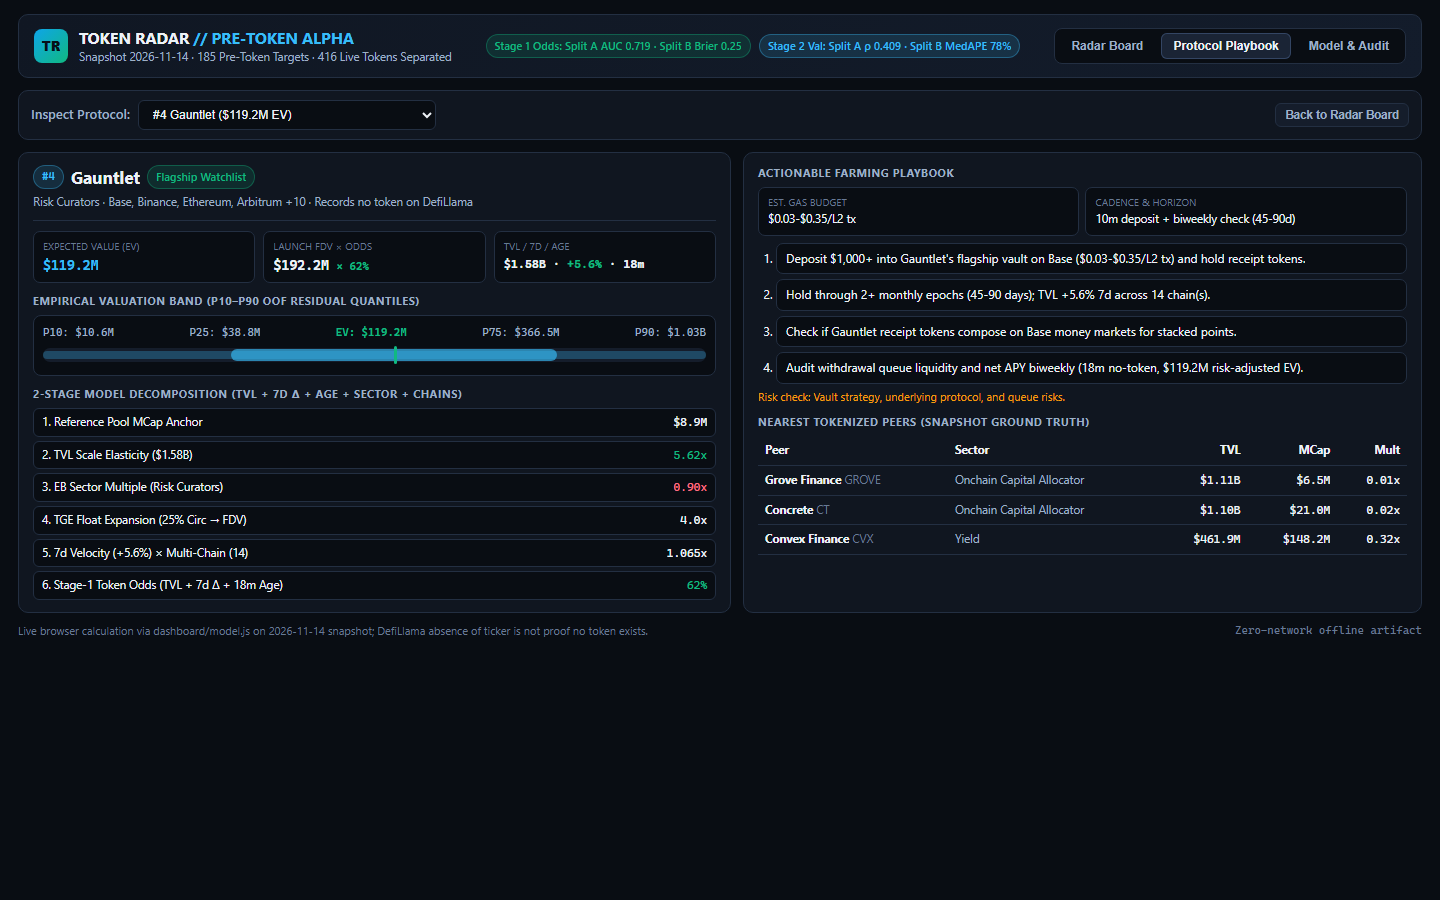 TR
TOKEN RADAR // PRE-TOKEN ALPHA
Snapshot 2026-11-14 · 185 Pre-Token Targets · 416 Live Tokens Separated
Stage 1 Odds: Split A AUC 0.719 · Split B Brier 0.25
Stage 2 Val: Split A ρ 0.409 · Split B MedAPE 78%
Radar Board
Protocol Playbook
Model & Audit
Inspect Protocol:
#4 Gauntlet ($119.2M EV)
Back to Radar Board
#4 Gauntlet Flagship Watchlist
Risk Curators · Base, Binance, Ethereum, Arbitrum +10 · Records no token on DefiLlama
EXPECTED VALUE (EV)
$119.2M
LAUNCH FDV × ODDS
$192.2M × 62%
TVL / 7D / AGE
$1.58B · +5.6% · 18m
EMPIRICAL VALUATION BAND (P10–P90 OOF RESIDUAL QUANTILES)
P10: $10.6M P25: $38.8M EV: $119.2M P75: $366.5M P90: $1.03B
2-STAGE MODEL DECOMPOSITION (TVL + 7D Δ + AGE + SECTOR + CHAINS)
1. Reference Pool MCap Anchor $8.9M
2. TVL Scale Elasticity ($1.58B) 5.62x
3. EB Sector Multiple (Risk Curators) 0.90x
4. TGE Float Expansion (25% Circ → FDV) 4.0x
5. 7d Velocity (+5.6%) × Multi-Chain (14) 1.065x
6. Stage-1 Token Odds (TVL + 7d Δ + 18m Age) 62%
ACTIONABLE FARMING PLAYBOOK
EST. GAS BUDGET
$0.03-$0.35/L2 tx
CADENCE & HORIZON
10m deposit + biweekly check (45-90d)
1. Deposit $1,000+ into Gauntlet's flagship vault on Base ($0.03-$0.35/L2 tx) and hold receipt tokens.
2. Hold through 2+ monthly epochs (45-90 days); TVL +5.6% 7d across 14 chain(s).
3. Check if Gauntlet receipt tokens compose on Base money markets for stacked points.
4. Audit withdrawal queue liquidity and net APY biweekly (18m no-token, $119.2M risk-adjusted EV).
Risk check: Vault strategy, underlying protocol, and queue risks.
NEAREST TOKENIZED PEERS (SNAPSHOT GROUND TRUTH)
Peer Sector TVL MCap Mult
Grove Finance GROVE Onchain Capital Allocator $1.11B $6.5M 0.01x
Concrete CT Onchain Capital Allocator $1.10B $21.0M 0.02x
Convex Finance CVX Yield $461.9M $148.2M 0.32x
Live browser calculation via dashboard/model.js on 2026-11-14 snapshot; DefiLlama absence of ticker is not proof no token exists.
Zero-network offline artifact